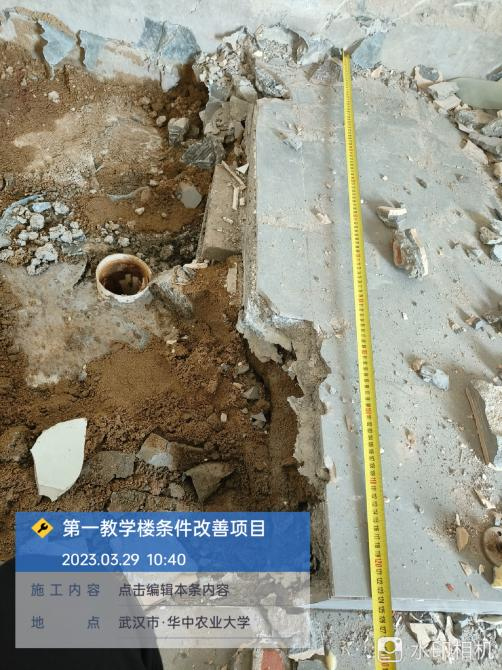 第一教学楼条件改善项目
2023.03.29 10:40
施工内容 点击编辑本条内容
地点 武汉市·华中农业大学
水印相机